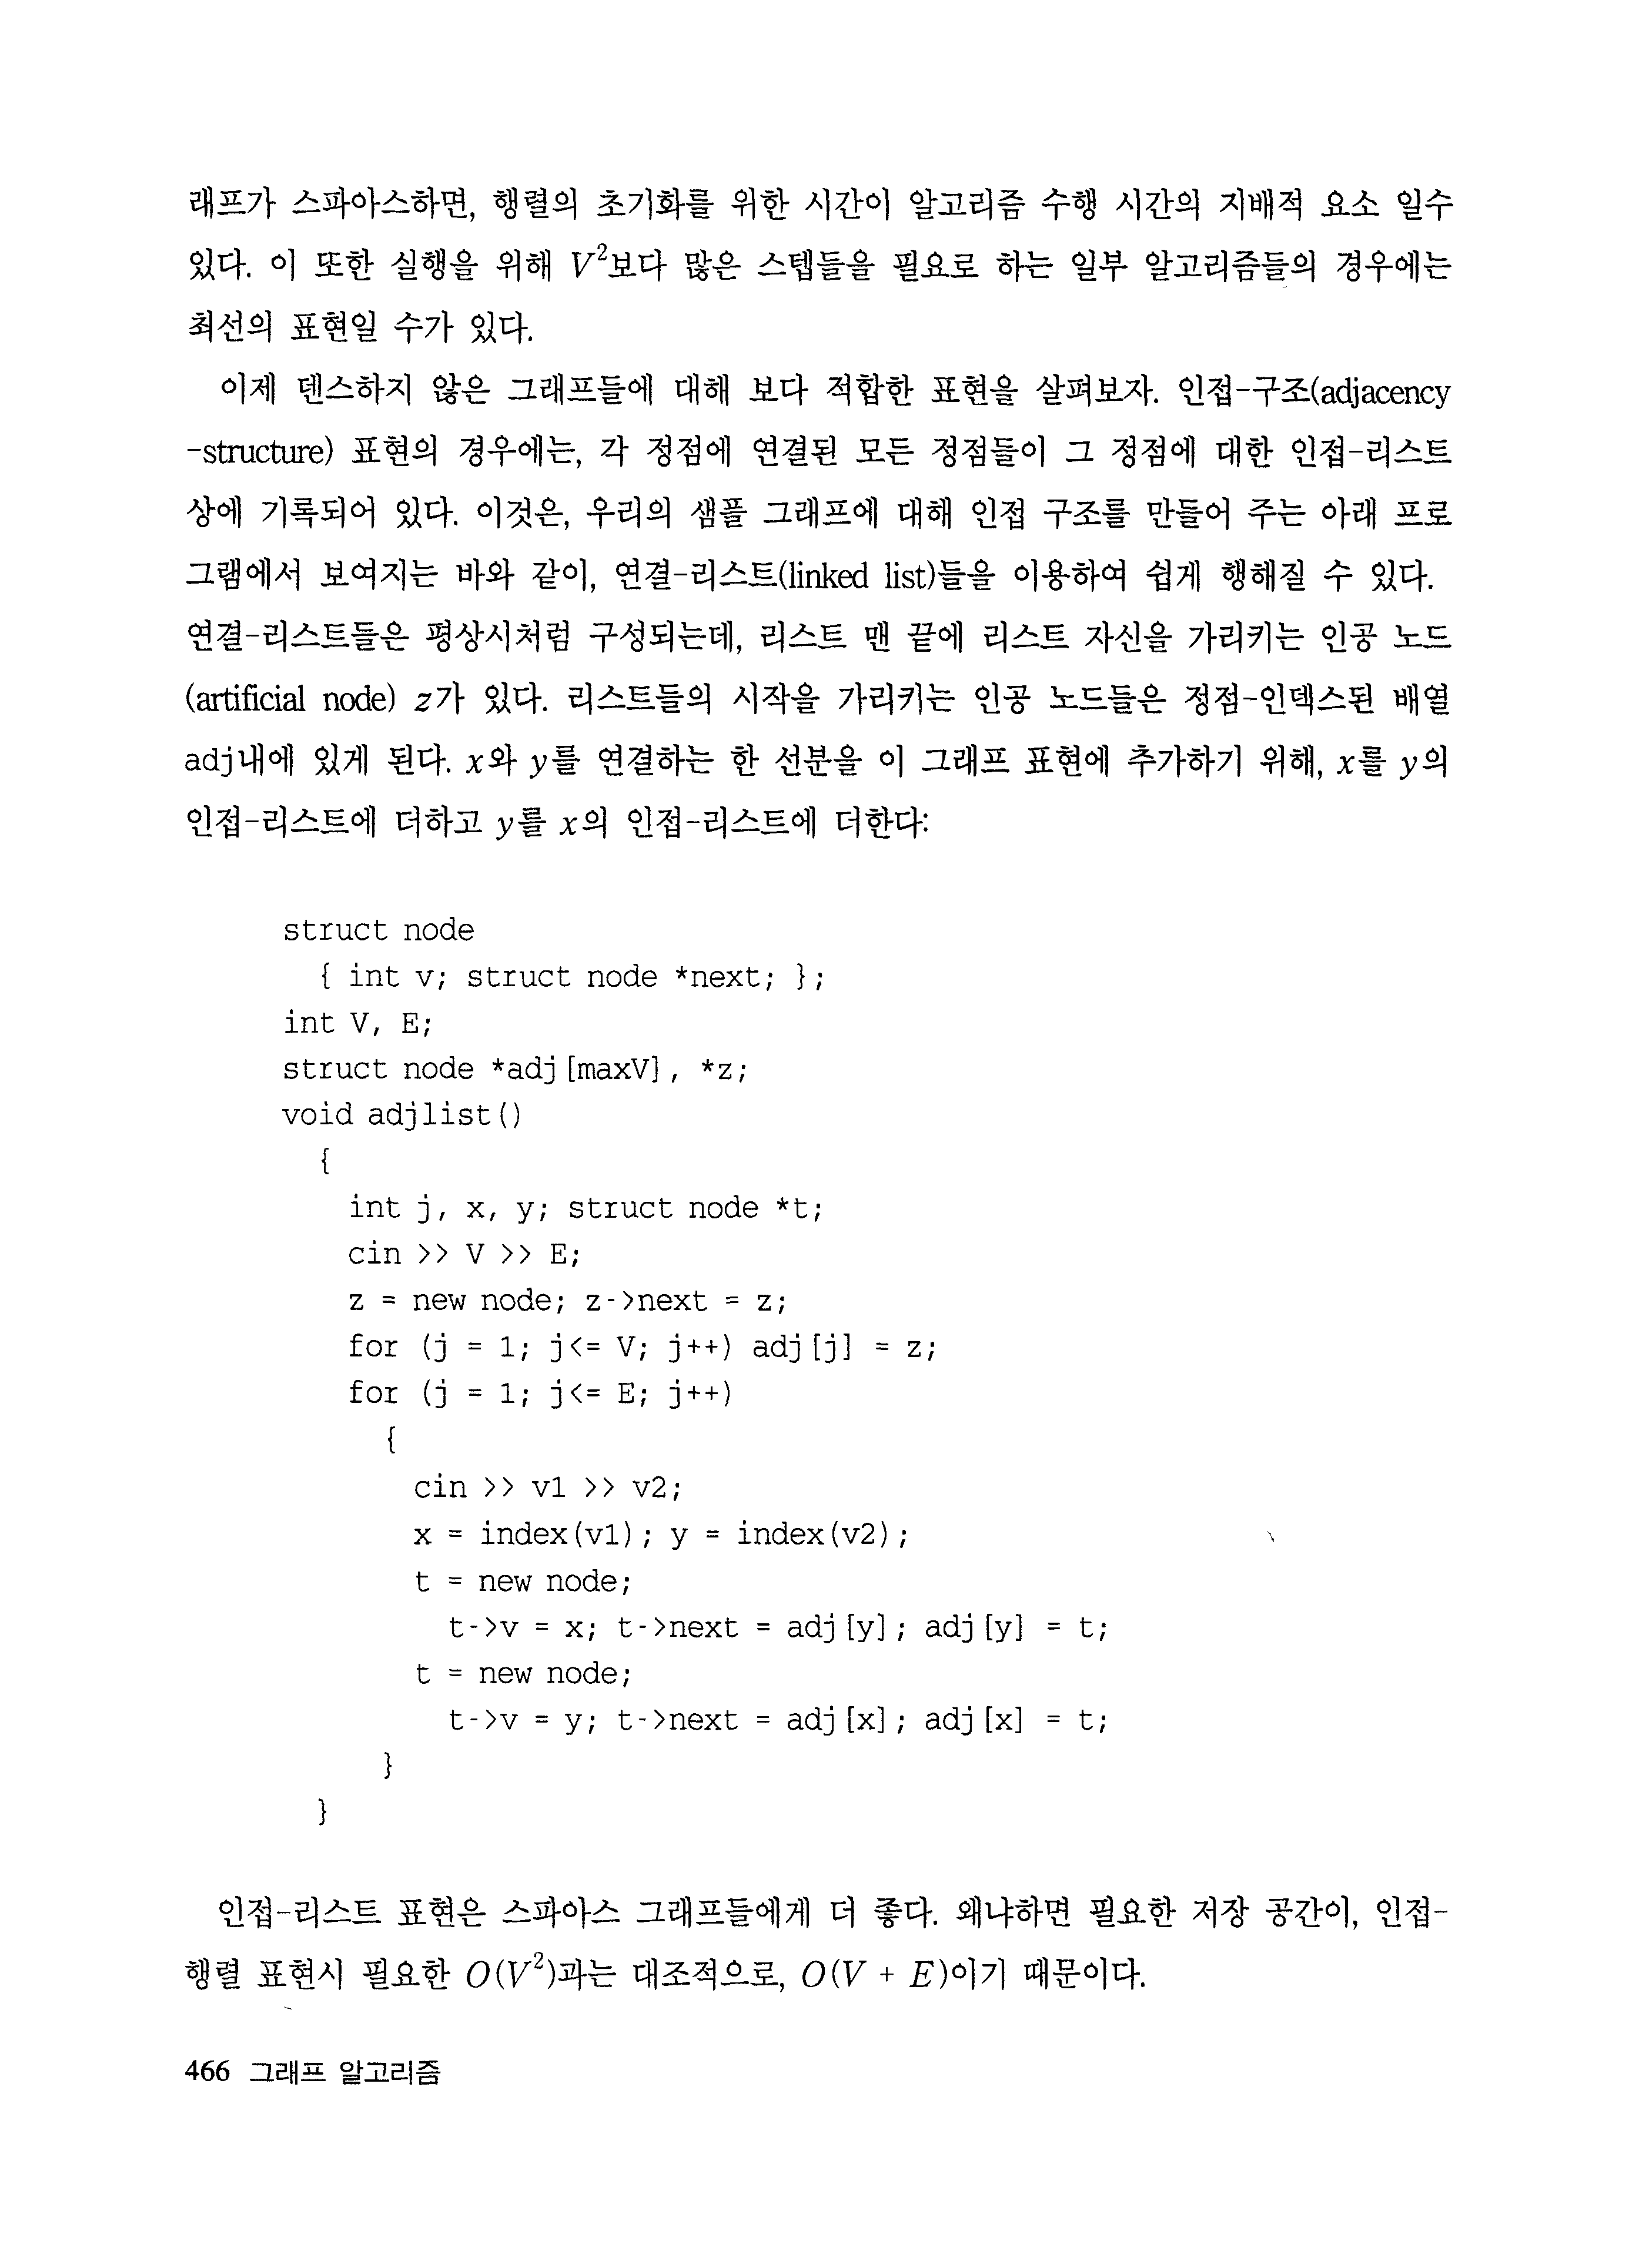 래프가 스파아스하면, 행렬의 초기화를 위한 시간이 알고리즘 수행 시간의 지배적 요소 일수
있다. 이 또한 실행을 위해 V²보다 많은 스텝들을 필요로 하는 일부 알고리즘들의 경우에는
최선의 표현일 수가 있다.
이제 덴스하지 않은 그래프들에 대해 보다 적합한 표현을 살펴보자. 인접-구조(adjacency
-structure) 표현의 경우에는, 각 정점에 연결된 모든 정점들이 그 정점에 대한 인접-리스트
상에 기록되어 있다. 이것은, 우리의 샘플 그래프에 대해 인접 구조를 만들어 주는 아래 프로
그램에서 보여지는 바와 같이, 연결-리스트(linked list)들을 이용하여 쉽게 행해질 수 있다.
연결-리스트들은 평상시처럼 구성되는데, 리스트 맨 끝에 리스트 자신을 가리키는 인공 노드
(artificial node) z가 있다. 리스트들의 시작을 가리키는 인공 노드들은 정점-인덱스된 배열
adj내에 있게 된다. x와 y를 연결하는 한 선분을 이 그래프 표현에 추가하기 위해, x를 y의
인접-리스트에 더하고 y를 x의 인접-리스트에 더한다:
struct node
{ int v; struct node *next; };
int V, E;
struct node *adj[maxV], *z;
void adjlist()
{
int j, x, y; struct node *t;
cin >> V >> E;
z = new node; z->next = z;
for (j = 1; j<= V; j++) adj[j] = z;
for (j = 1; j<= E; j++)
{
cin >> v1 >> v2;
x = index(v1); y = index(v2);
t = new node;
t->v = x; t->next = adj[y]; adj[y] = t;
t = new node;
t->v = y; t->next = adj[x]; adj[x] = t;
}
}
인접-리스트 표현은 스파아스 그래프들에게 더 좋다. 왜냐하면 필요한 저장 공간이, 인접-
행렬 표현시 필요한 O(V²)과는 대조적으로, O(V + E)이기 때문이다.
466 그래프 알고리즘